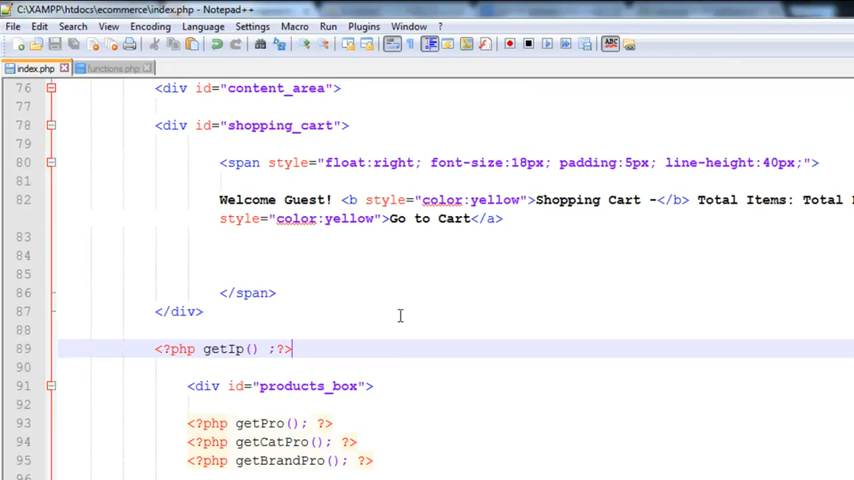 C:\XAMPP\htdocs\ecommerce\index.php - Notepad++
File Edit Search View Encoding Language Settings Macro Run Plugins Window ?
index.php functions.php
76 <div id="content_area">
77
78 <div id="shopping_cart">
79
80 <span style="float:right; font-size:18px; padding:5px; line-height:40px;">
81
82 Welcome Guest! <b style="color:yellow">Shopping Cart -</b> Total Items: Total
style="color:yellow">Go to Cart</a>
83
84
85
86 </span>
87 </div>
88
89 <?php getIp() ;?>
90
91 <div id="products_box">
92
93 <?php getPro(); ?>
94 <?php getCatPro(); ?>
95 <?php getBrandPro(); ?>
96